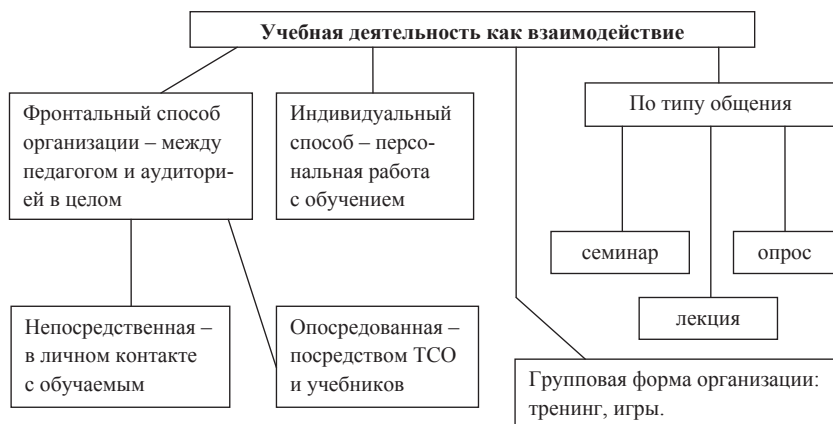 Учебная деятельность как взаимодействие
Фронтальный способ
организации – между
педагогом и аудитори-
ей в целом
Индивидуальный
способ – персо-
нальная работа
с обучением
По типу общения
семинар
опрос
лекция
Непосредственная –
в личном контакте
с обучаемым
Опосредованная –
посредством ТСО
и учебников
Групповая форма организации:
тренинг, игры.